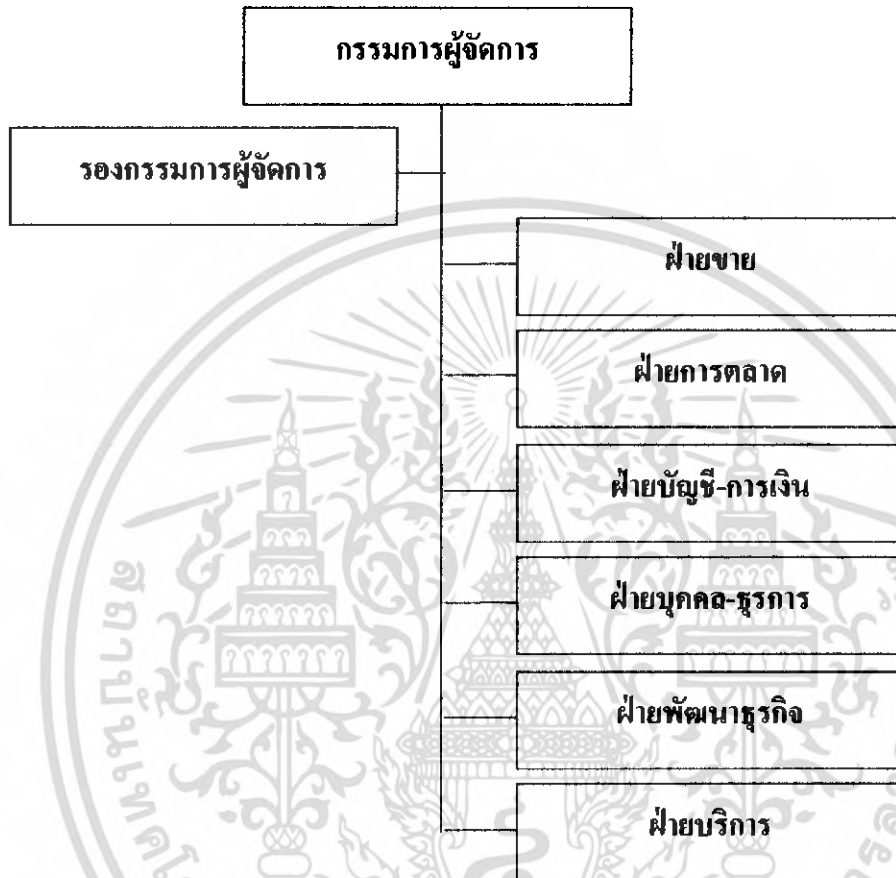 กรรมการผู้จัดการ
รองกรรมการผู้จัดการ
ฝ่ายขาย
ฝ่ายการตลาด
ฝ่ายบัญชี-การเงิน
ฝ่ายบุคคล-ธุรการ
ฝ่ายพัฒนาธุรกิจ
ฝ่ายบริการ